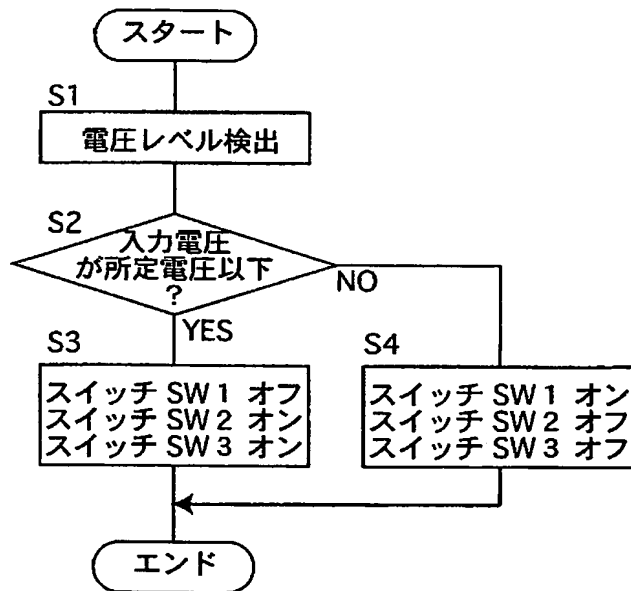 スタート
S1
電圧レベル検出
S2
入力電圧
が所定電圧以下
?
NO
YES
S3
スイッチ SW1 オフ
スイッチ SW2 オン
スイッチ SW3 オン
S4
スイッチ SW1 オン
スイッチ SW2 オフ
スイッチ SW3 オフ
エンド